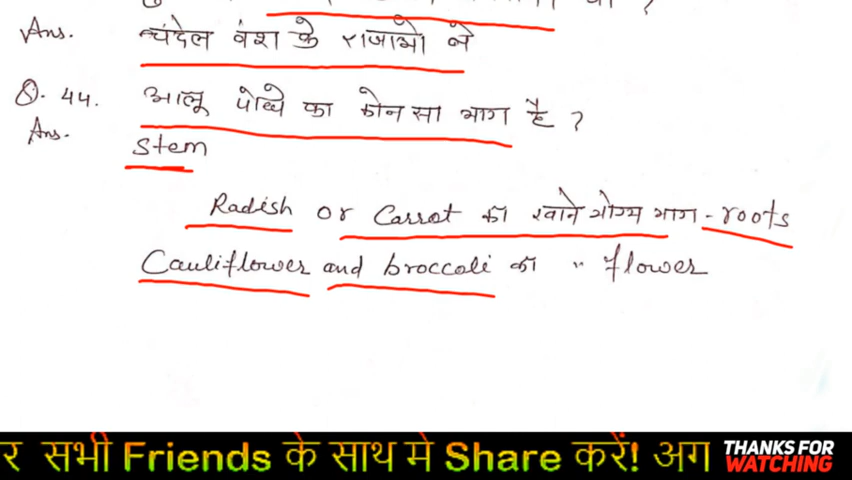 Ans. चंदेल वंश के राजाओ ने
Q. 44. आलू पोधे का कोन सा भाग है ?
Ans. Stem
Radish or Carrot का खाने योग्य भाग - roots
Cauliflower and broccoli का " flower
र सभी Friends के साथ मे Share करें! अग
THANKS FOR
WATCHING